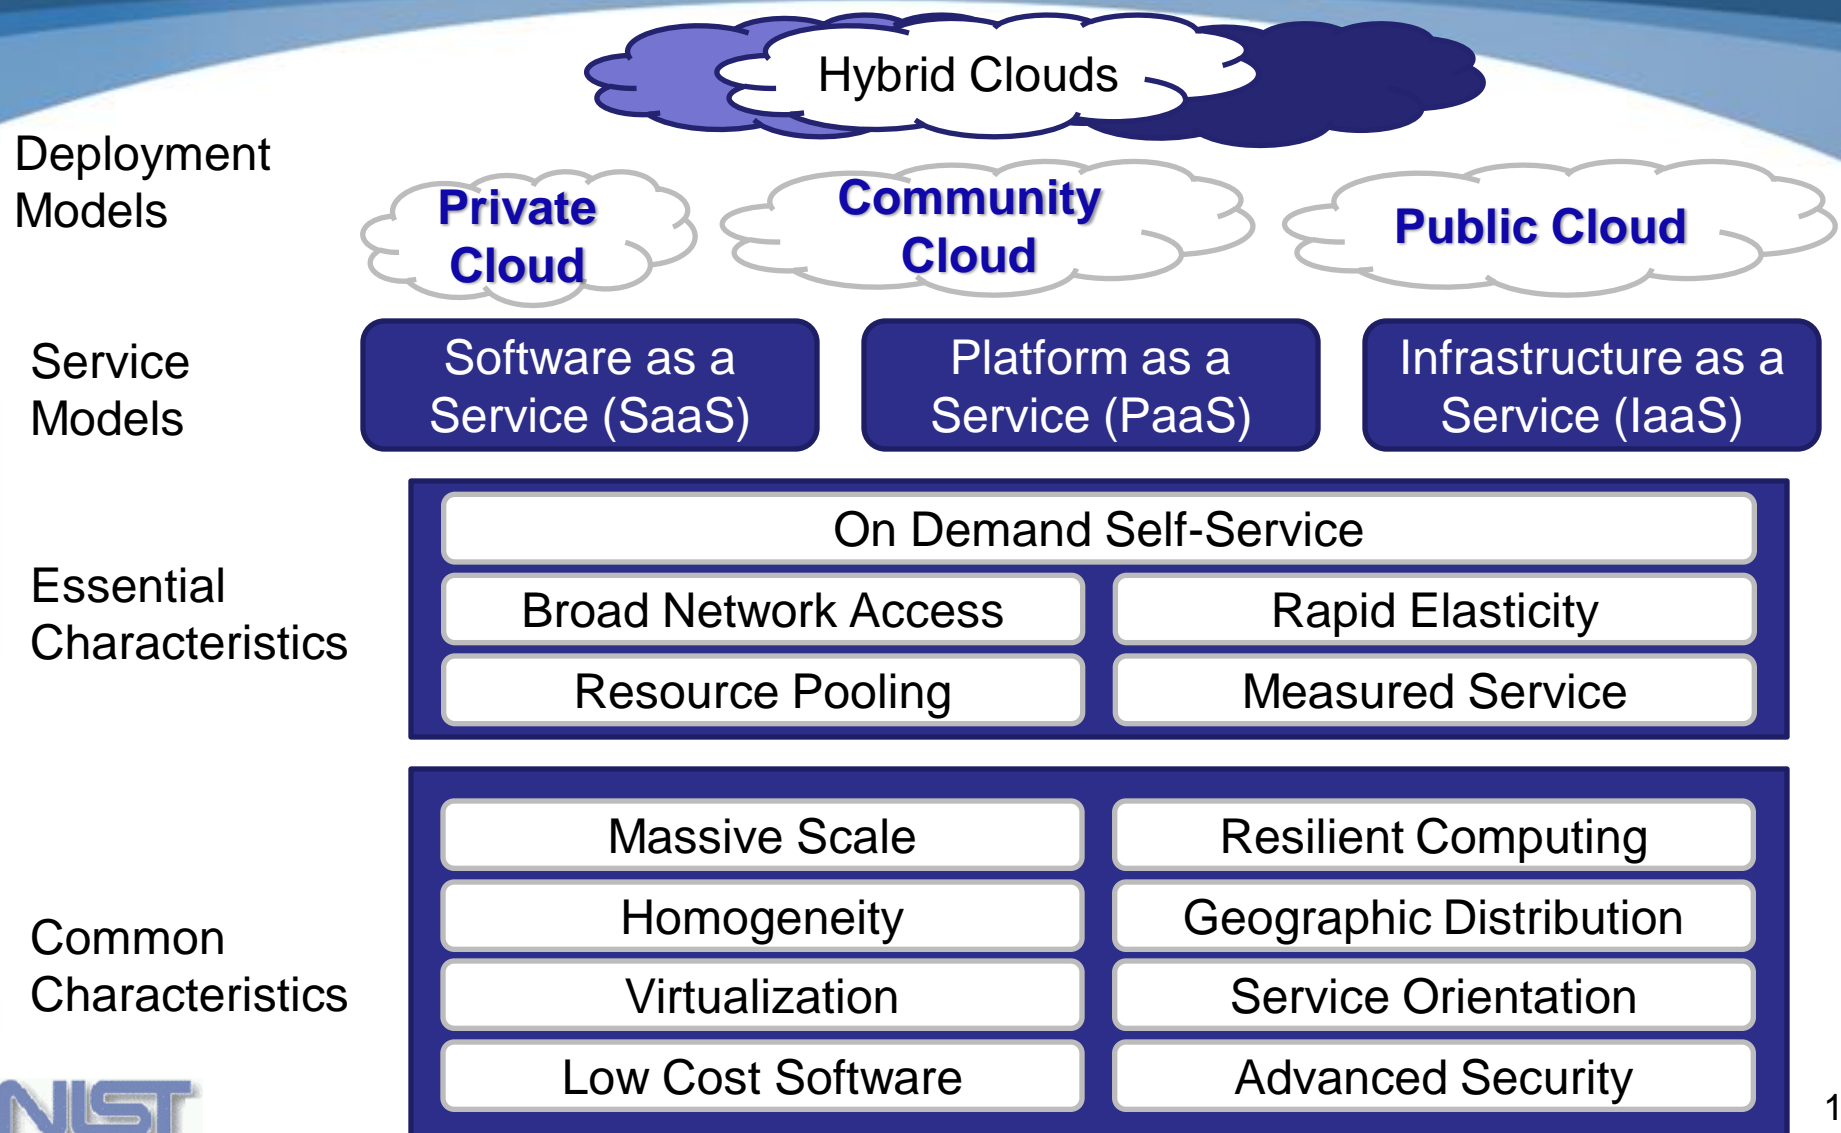 Hybrid Clouds
Deployment
Models
Private
Cloud
Community
Cloud
Public Cloud
Service
Models
Software as a
Service (SaaS)
Platform as a
Service (PaaS)
Infrastructure as a
Service (IaaS)
Essential
Characteristics
On Demand Self-Service
Broad Network Access
Rapid Elasticity
Resource Pooling
Measured Service
Common
Characteristics
Massive Scale
Resilient Computing
Homogeneity
Geographic Distribution
Virtualization
Service Orientation
Low Cost Software
Advanced Security
NIST
1